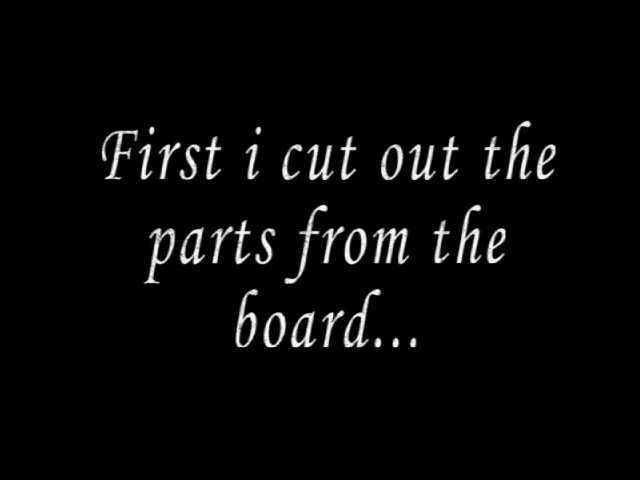 First i cut out the
parts from the
board...